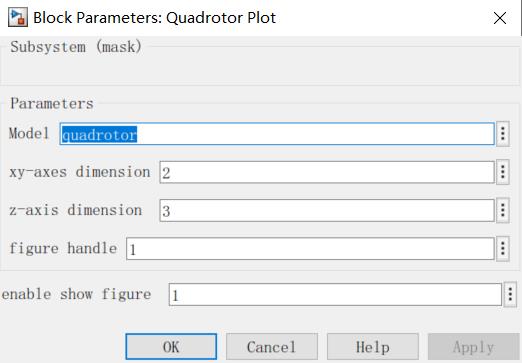 Block Parameters: Quadrotor Plot
Subsystem (mask)
Parameters
Model quadrotor
xy-axes dimension 2
z-axis dimension 3
figure handle 1
enable show figure 1
OK Cancel Help Apply